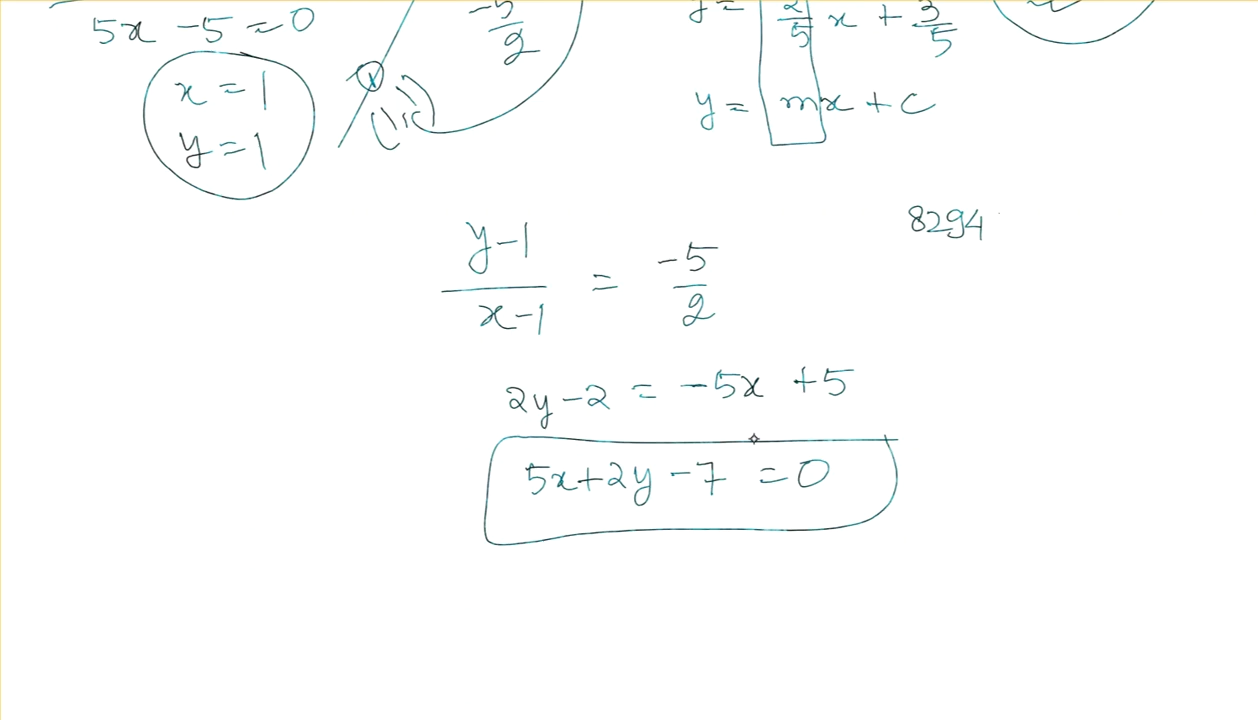 5x - 5 = 0
x = 1
y = 1
(1,1)
-5/2
y = 2/5 x + 3/5
y = mx + c
8294
y-1/x-1 = -5/2
2y-2 = -5x +5
5x+2y-7 = 0